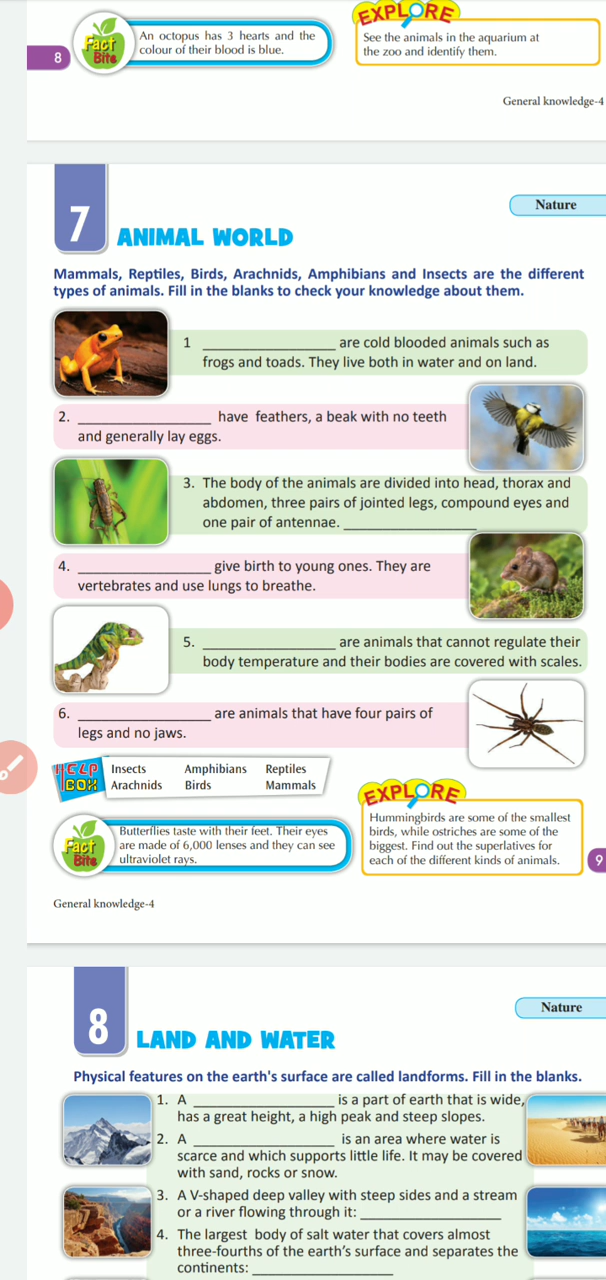 EXPLORE
Fact
Bite
An octopus has 3 hearts and the
colour of their blood is blue.
See the animals in the aquarium at
the zoo and identify them.
8
General knowledge-4
7
Nature
ANIMAL WORLD
Mammals, Reptiles, Birds, Arachnids, Amphibians and Insects are the different
types of animals. Fill in the blanks to check your knowledge about them.
1 ________________ are cold blooded animals such as
frogs and toads. They live both in water and on land.
2. ________________ have feathers, a beak with no teeth
and generally lay eggs.
3. The body of the animals are divided into head, thorax and
abdomen, three pairs of jointed legs, compound eyes and
one pair of antennae. ________________
4. ________________ give birth to young ones. They are
vertebrates and use lungs to breathe.
5. ________________ are animals that cannot regulate their
body temperature and their bodies are covered with scales.
6. ________________ are animals that have four pairs of
legs and no jaws.
HELP
BOX
Insects Amphibians Reptiles
Arachnids Birds Mammals
EXPLORE
Hummingbirds are some of the smallest
birds, while ostriches are some of the
biggest. Find out the superlatives for
each of the different kinds of animals.
Fact
Bite
Butterflies taste with their feet. Their eyes
are made of 6,000 lenses and they can see
ultraviolet rays.
9
General knowledge-4
8
Nature
LAND AND WATER
Physical features on the earth's surface are called landforms. Fill in the blanks.
1. A ________________ is a part of earth that is wide,
has a great height, a high peak and steep slopes.
2. A ________________ is an area where water is
scarce and which supports little life. It may be covered
with sand, rocks or snow.
3. A V-shaped deep valley with steep sides and a stream
or a river flowing through it: ________________
4. The largest body of salt water that covers almost
three-fourths of the earth's surface and separates the
continents: ________________